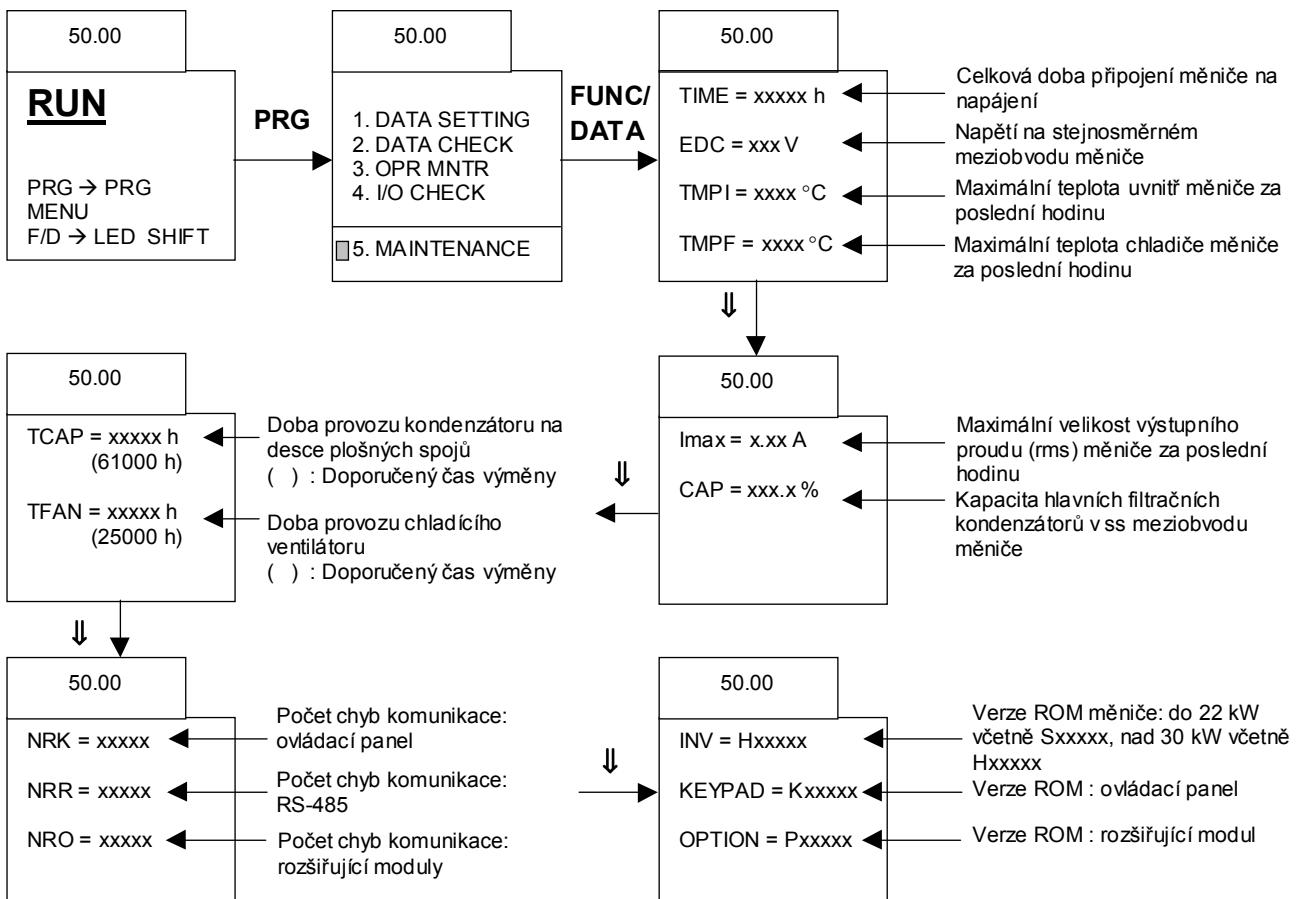 50.00
RUN
PRG → PRG
MENU
F/D → LED SHIFT
PRG
50.00
1. DATA SETTING
2. DATA CHECK
3. OPR MNTR
4. I/O CHECK
5. MAINTENANCE
FUNC/
DATA
50.00
TIME = xxxxx h
EDC = xxx V
TMPI = xxxx °C
TMPF = xxxx °C
Celková doba připojení měniče na
napájení
Napětí na stejnosměrném
meziobvodu měniče
Maximální teplota uvnitř měniče za
poslední hodinu
Maximální teplota chladiče měniče
za poslední hodinu
⇓
50.00
Imax = x.xx A
CAP = xxx.x %
Maximální velikost výstupního
proudu (rms) měniče za poslední
hodinu
Kapacita hlavních filtračních
kondenzátorů v ss meziobvodu
měniče
⇓
50.00
TCAP = xxxxx h
(61000 h)
TFAN = xxxxx h
(25000 h)
Doba provozu kondenzátoru na
desce plošných spojů
( ) : Doporučený čas výměny
Doba provozu chladícího
ventilátoru
( ) : Doporučený čas výměny
⇓
50.00
NRK = xxxxx
NRR = xxxxx
NRO = xxxxx
Počet chyb komunikace:
ovládací panel
Počet chyb komunikace:
RS-485
Počet chyb komunikace:
rozšiřující moduly
⇓
50.00
INV = Hxxxxx
KEYPAD = Kxxxxx
OPTION = Pxxxxx
Verze ROM měniče: do 22 kW
včetně Sxxxxx, nad 30 kW včetně
Hxxxxx
Verze ROM : ovládací panel
Verze ROM : rozšiřující modul